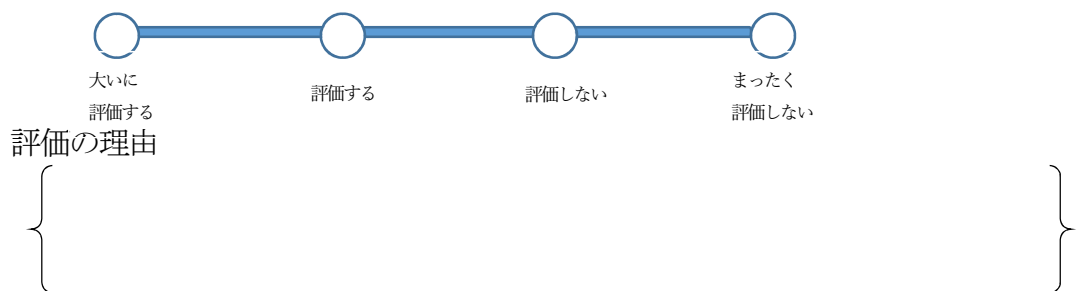 大いに
評価する
評価する
評価しない
まったく
評価しない
評価の理由